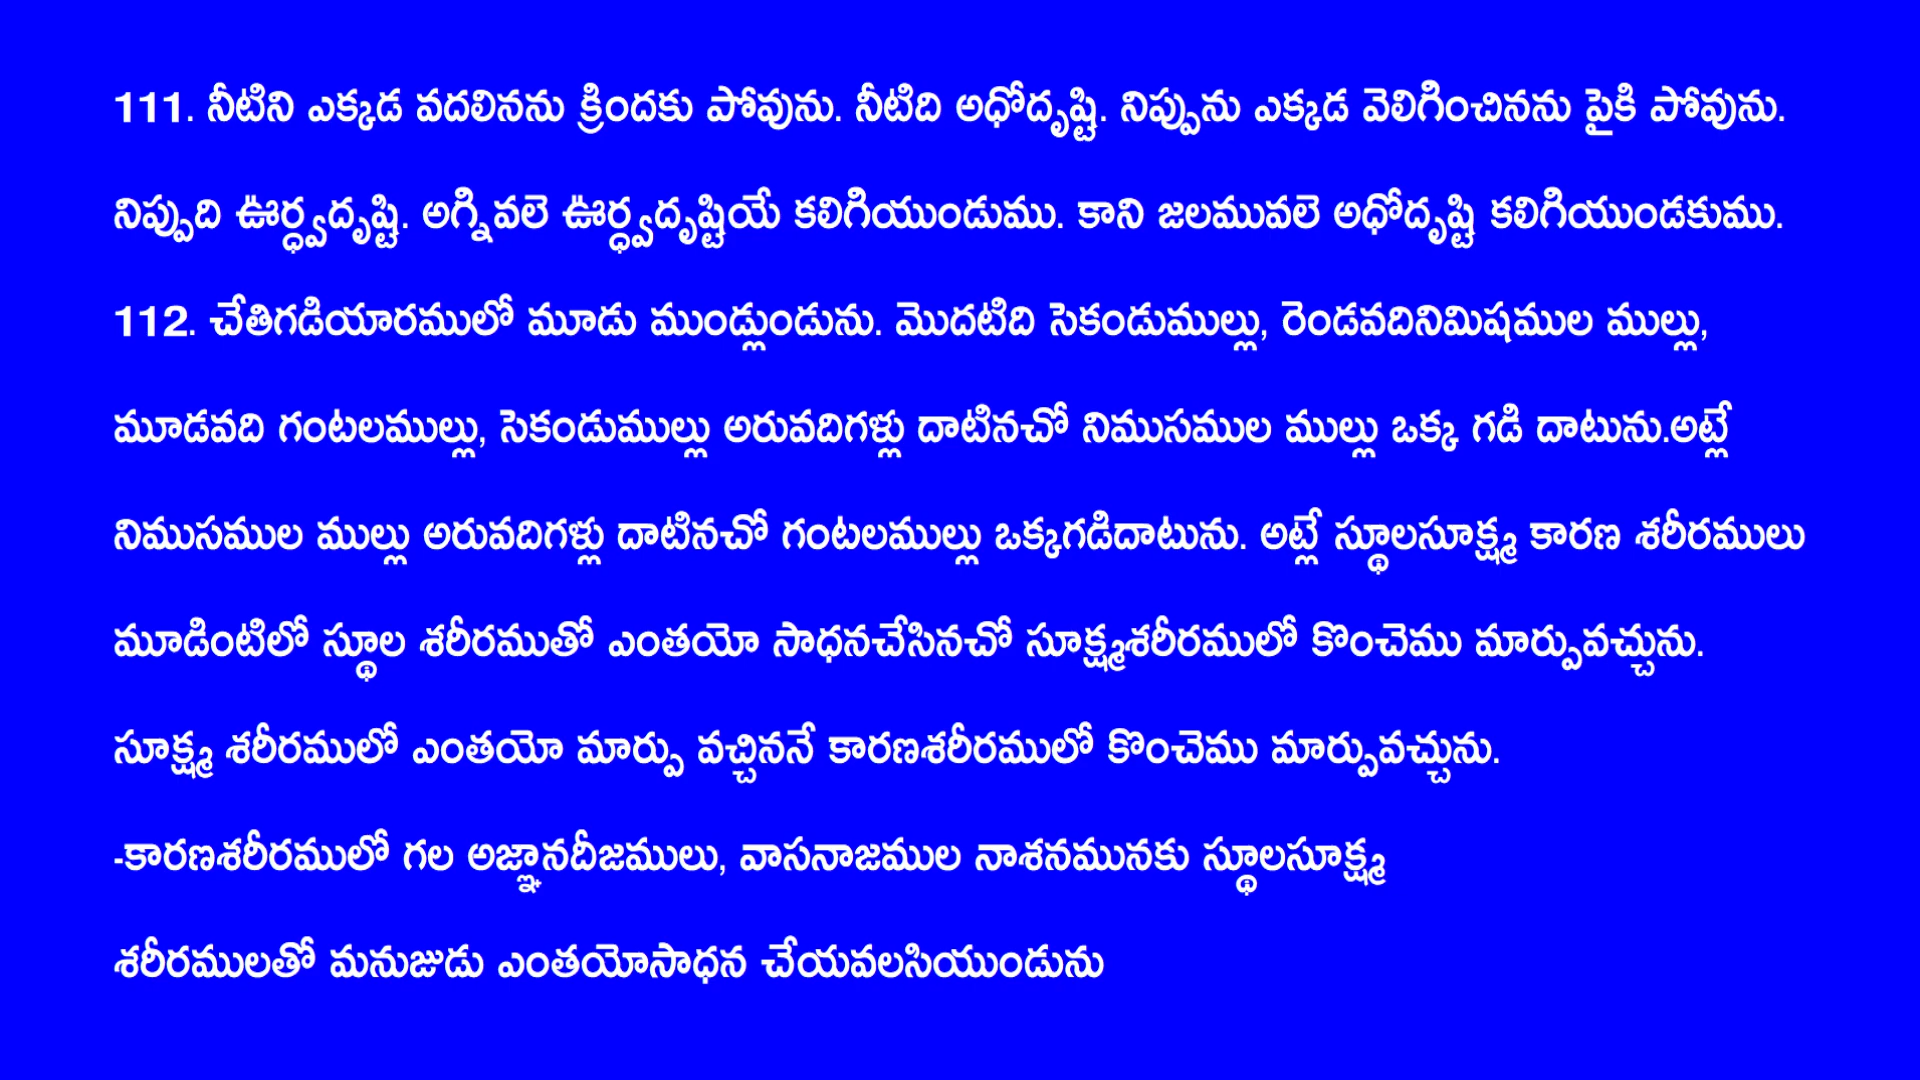 111. నీటిని ఎక్కడ వదలినను క్రిందకు పోవును. నీటిది అధోదృష్టి. నిప్పును ఎక్కడ వెలిగించినను పైకి పోవును.
నిప్పుది ఊర్ధ్వదృష్టి. అగ్నివలె ఊర్ధ్వదృష్టియే కలిగియుండుము. కాని జలమువలె అధోదృష్టి కలిగియుండకుము.
112. చేతిగడియారములో మూడు ముండ్లుండును. మొదటిది సెకండుముల్లు, రెండవదినిమిషముల ముల్లు,
మూడవది గంటలముల్లు, సెకండుముల్లు అరువదిగళ్లు దాటినచో నిముసముల ముల్లు ఒక్క గడి దాటును.అట్లే
నిముసముల ముల్లు అరువదిగళ్లు దాటినచో గంటలముల్లు ఒక్కగడిదాటును. అట్లే స్థూలసూక్ష్మ కారణ శరీరములు
మూడింటిలో స్థూల శరీరముతో ఎంతయో సాధనచేసినచో సూక్ష్మశరీరములో కొంచెము మార్పువచ్చును.
సూక్ష్మ శరీరములో ఎంతయో మార్పు వచ్చిననే కారణశరీరములో కొంచెము మార్పువచ్చును.
-కారణశరీరములో గల అజ్ఞానదీజములు, వాసనాజముల నాశనమునకు స్థూలసూక్ష్మ
శరీరములతో మనుజుడు ఎంతయోసాధన చేయవలసియుండును